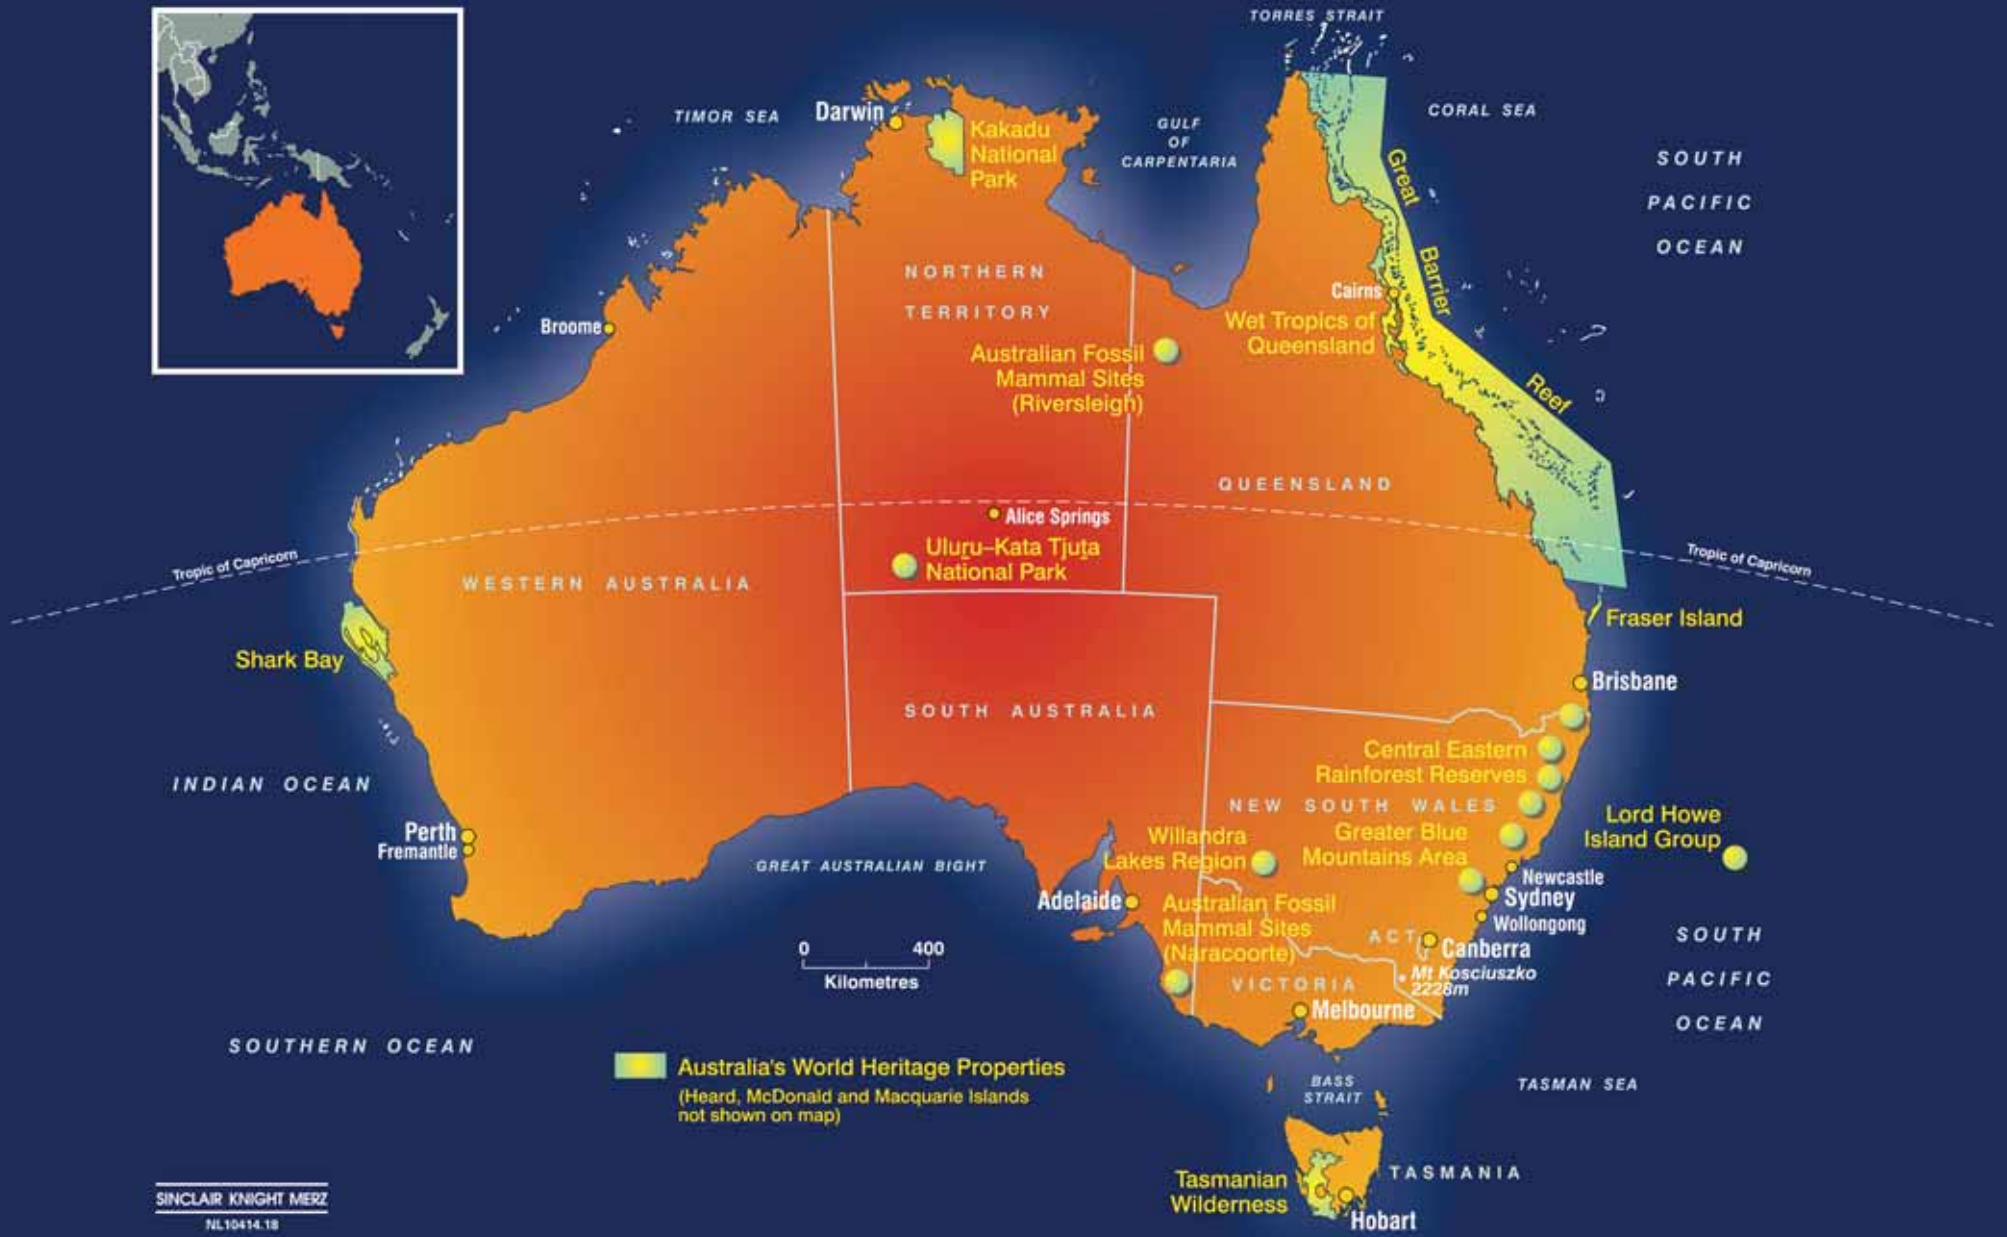 TORRES STRAIT
TIMOR SEA
Darwin
Kakadu
National
Park
GULF
OF
CARPENTARIA
CORAL SEA
SOUTH
PACIFIC
OCEAN
Great
Barrier
Reef
NORTHERN
TERRITORY
Broome
Cairns
Wet Tropics of
Queensland
Australian Fossil
Mammal Sites
(Riversleigh)
QUEENSLAND
Alice Springs
Tropic of Capricorn
Tropic of Capricorn
Uluṟu–Kata Tjuṯa
National Park
WESTERN AUSTRALIA
Fraser Island
Shark Bay
Brisbane
SOUTH AUSTRALIA
Central Eastern
Rainforest Reserves
INDIAN OCEAN
NEW SOUTH WALES
Lord Howe
Island Group
Perth
Fremantle
Willandra
Lakes Region
Greater Blue
Mountains Area
GREAT AUSTRALIAN BIGHT
Newcastle
Sydney
Wollongong
Adelaide
Australian Fossil
Mammal Sites
(Naracoorte)
ACT
Canberra
Mt Kosciuszko
2228m
SOUTH
PACIFIC
OCEAN
0 400
Kilometres
VICTORIA
Melbourne
SOUTHERN OCEAN
Australia's World Heritage Properties
(Heard, McDonald and Macquarie Islands
not shown on map)
BASS
STRAIT
TASMAN SEA
TASMANIA
Tasmanian
Wilderness
Hobart
SINCLAIR KNIGHT MERZ
NL10414.18